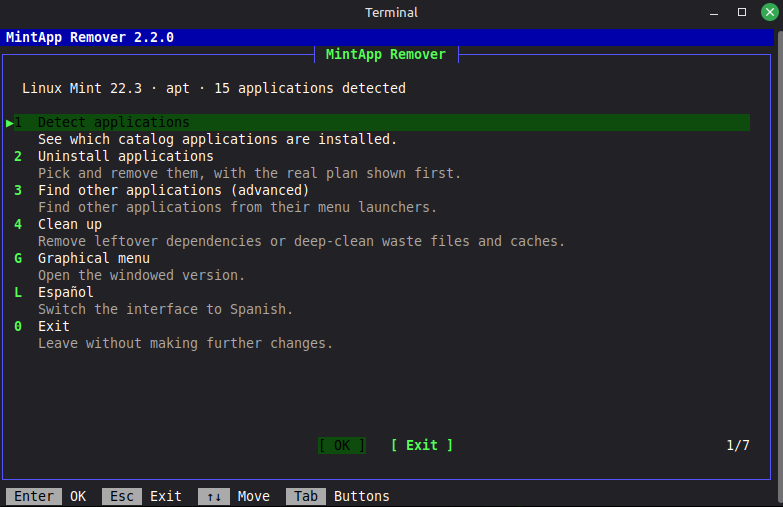 Terminal
MintApp Remover 2.2.0
MintApp Remover
Linux Mint 22.3 · apt · 15 applications detected
▶1 Detect applications
See which catalog applications are installed.
2 Uninstall applications
Pick and remove them, with the real plan shown first.
3 Find other applications (advanced)
Find other applications from their menu launchers.
4 Clean up
Remove leftover dependencies or deep-clean waste files and caches.
G Graphical menu
Open the windowed version.
L Español
Switch the interface to Spanish.
0 Exit
Leave without making further changes.
[ OK ] [ Exit ] 1/7
Enter OK Esc Exit ↑↓ Move Tab Buttons